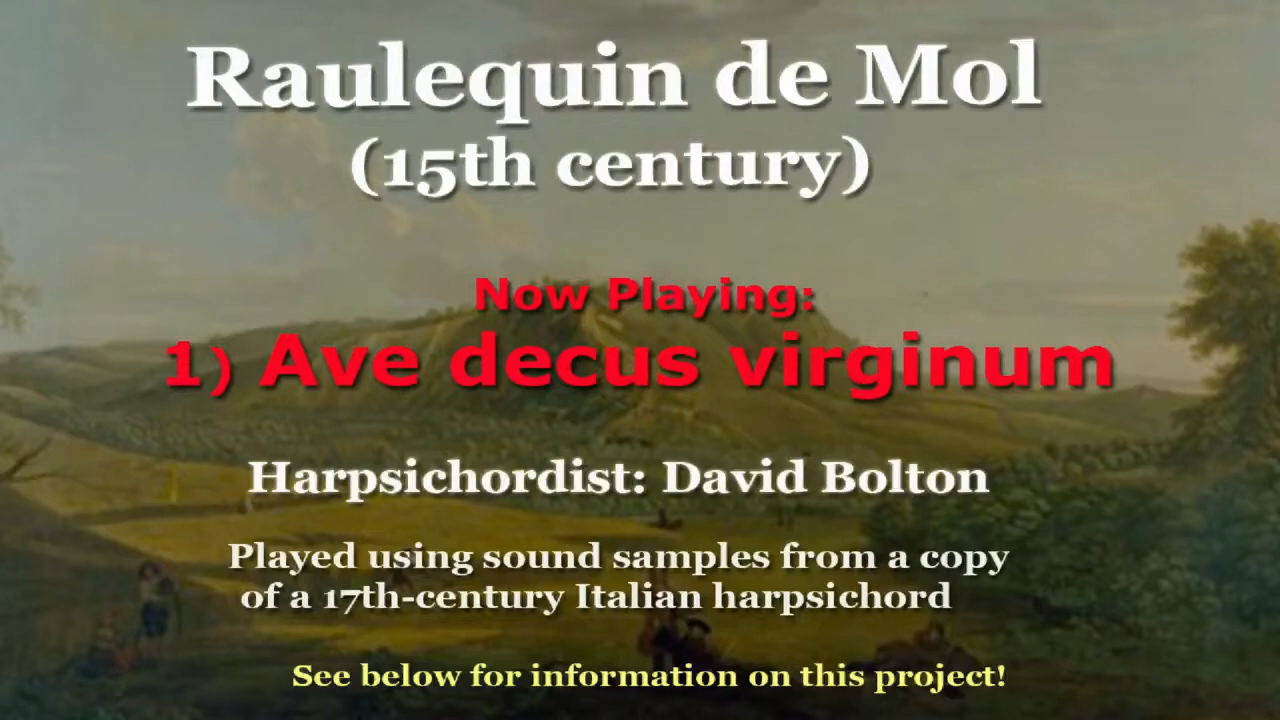 Raulequin de Mol
(15th century)
Now Playing:
1) Ave decus virginum
Harpsichordist: David Bolton
Played using sound samples from a copy
of a 17th-century Italian harpsichord
See below for information on this project!